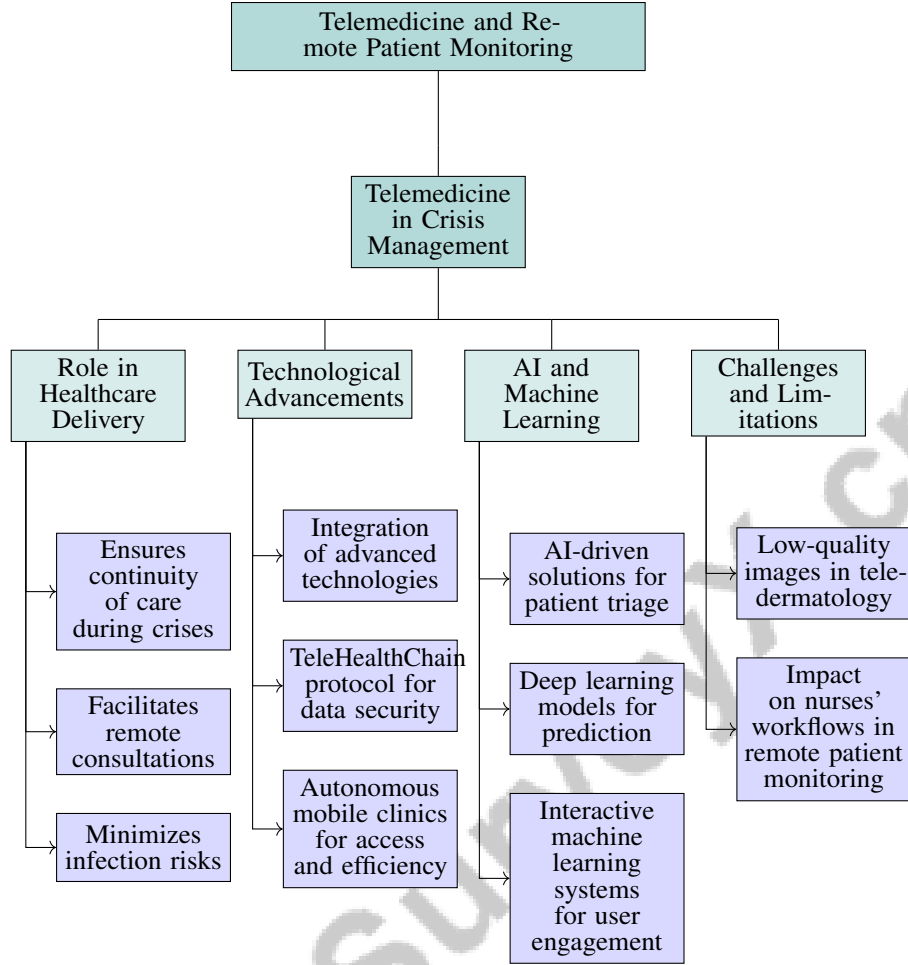 Telemedicine and Re-
mote Patient Monitoring
Telemedicine
in Crisis
Management
Role in
Healthcare
Delivery
Ensures
continuity
of care
during crises
Facilitates
remote
consultations
Minimizes
infection risks
Technological
Advancements
Integration
of advanced
technologies
TeleHealthChain
protocol for
data security
Autonomous
mobile clinics
for access
and efficiency
AI and
Machine
Learning
AI-driven
solutions for
patient triage
Deep learning
models for
prediction
Interactive
machine
learning
systems
for user
engagement
Challenges
and Lim-
itations
Low-quality
images in tele-
dermatology
Impact
on nurses'
workflows in
remote patient
monitoring